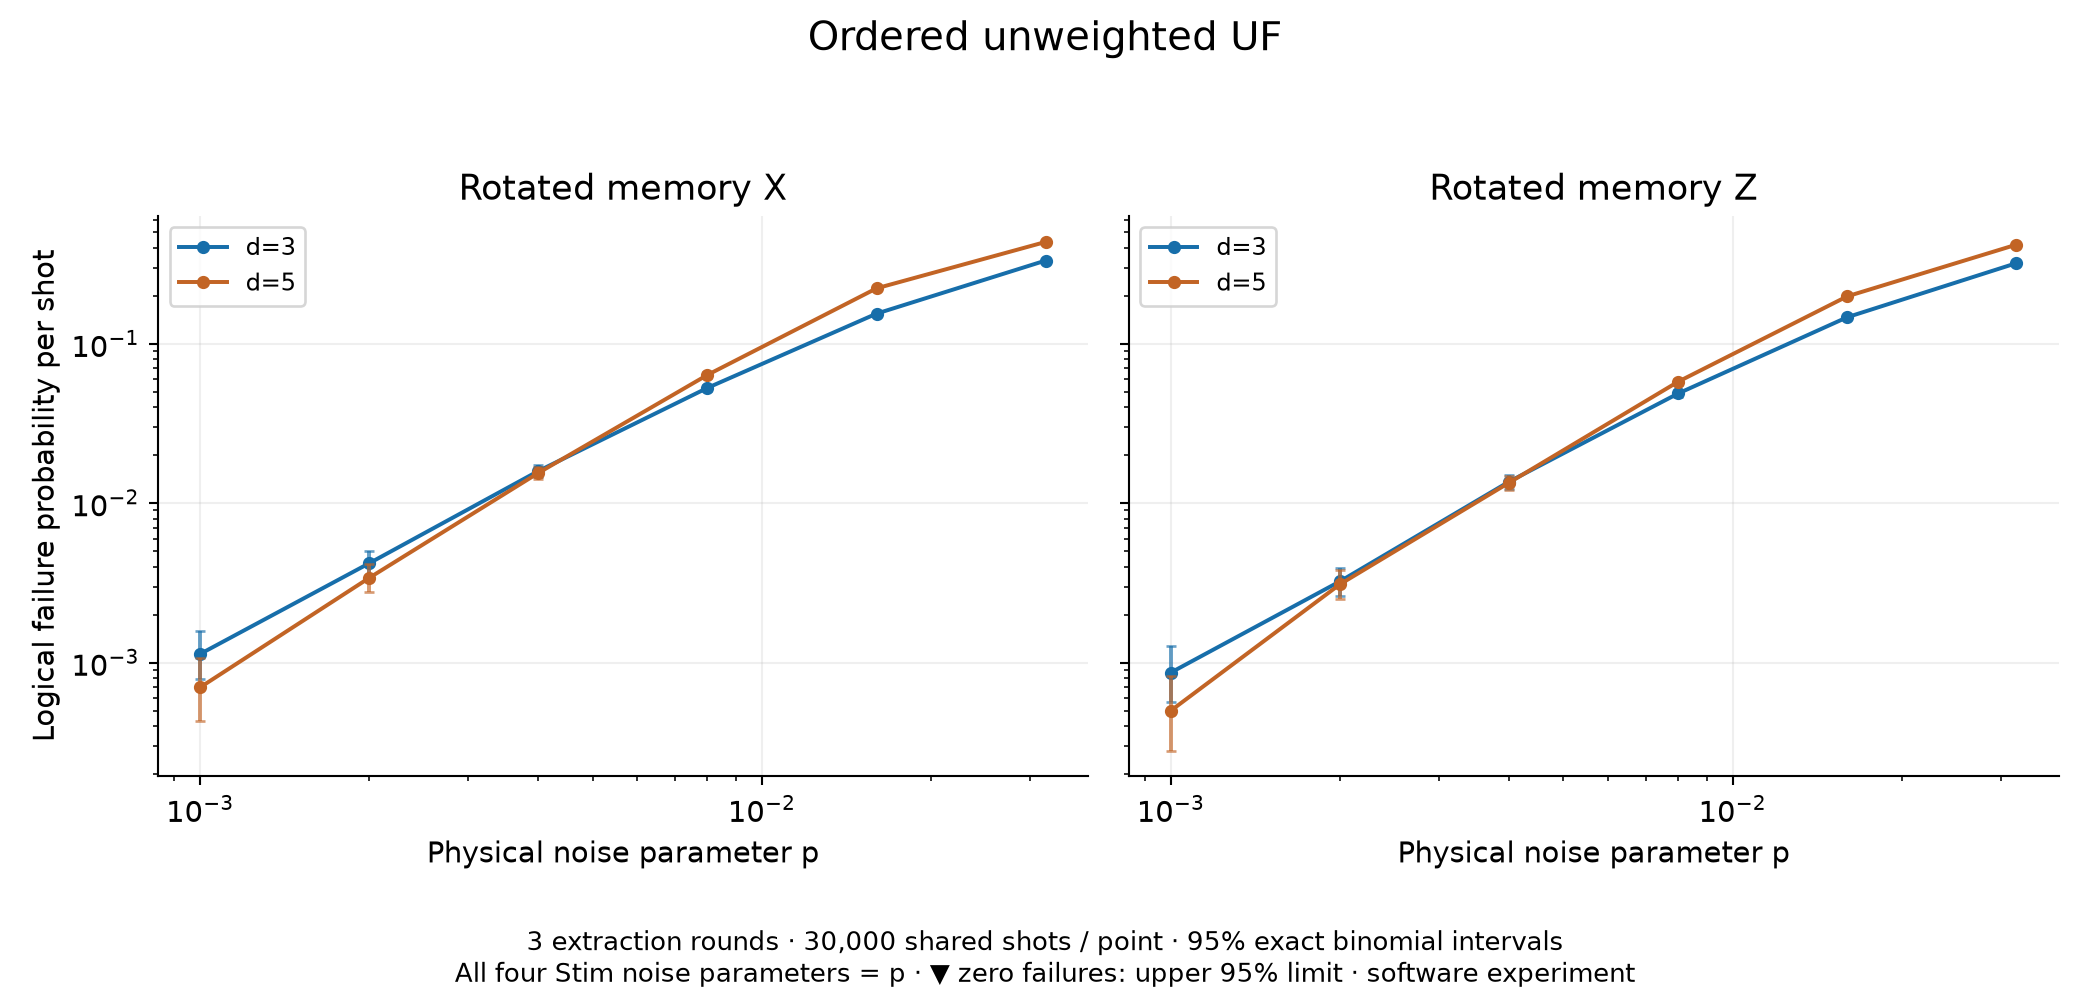 Ordered unweighted UF
Rotated memory X
Rotated memory Z
d=3
d=5
d=3
d=5
Logical failure probability per shot
10⁻¹
10⁻²
10⁻³
10⁻³
10⁻²
10⁻³
10⁻²
Physical noise parameter p
Physical noise parameter p
3 extraction rounds · 30,000 shared shots / point · 95% exact binomial intervals
All four Stim noise parameters = p · ▼ zero failures: upper 95% limit · software experiment